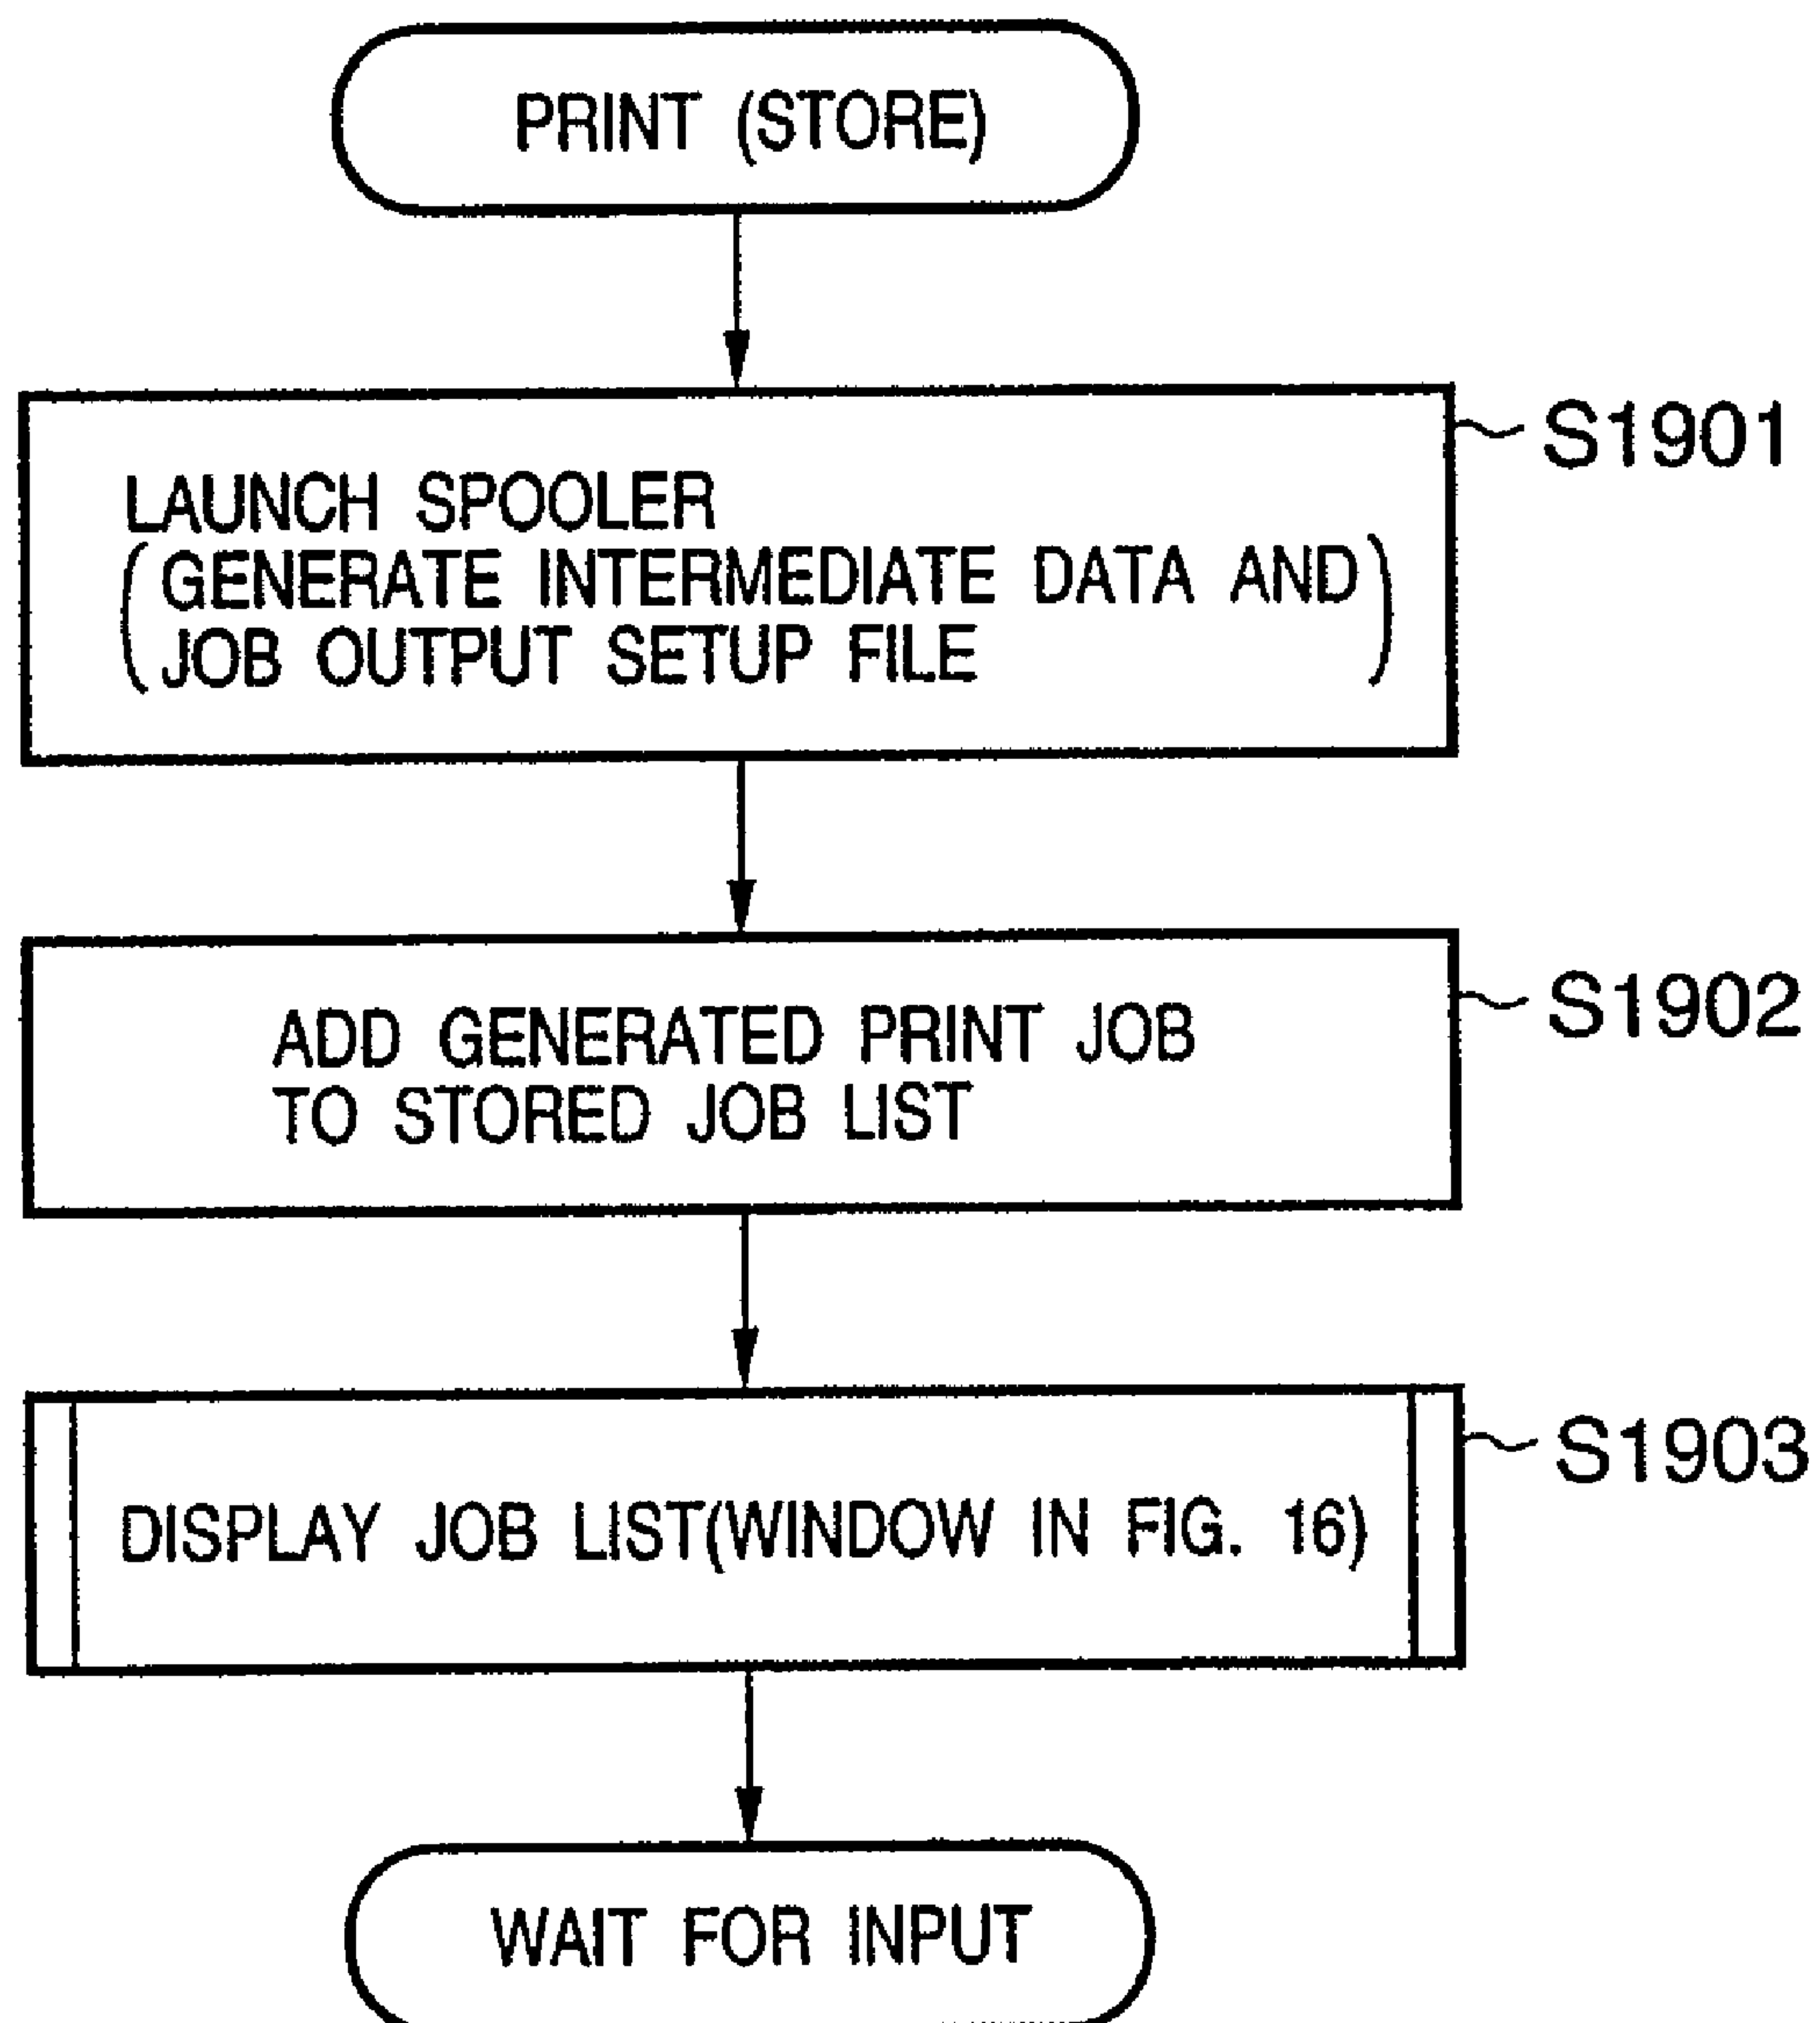 PRINT (STORE)
S1901
LAUNCH SPOOLER
(GENERATE INTERMEDIATE DATA AND
JOB OUTPUT SETUP FILE)
S1902
ADD GENERATED PRINT JOB
TO STORED JOB LIST
S1903
DISPLAY JOB LIST(WINDOW IN FIG. 16)
WAIT FOR INPUT